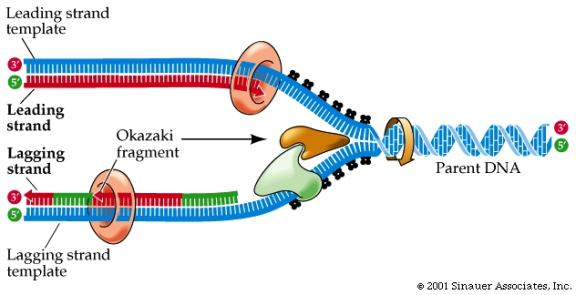 Leading strand
template
3'
5'
Leading
strand
Okazaki
fragment
Lagging
strand
3'
5'
Lagging strand
template
3'
5'
Parent DNA
© 2001 Sinauer Associates, Inc.